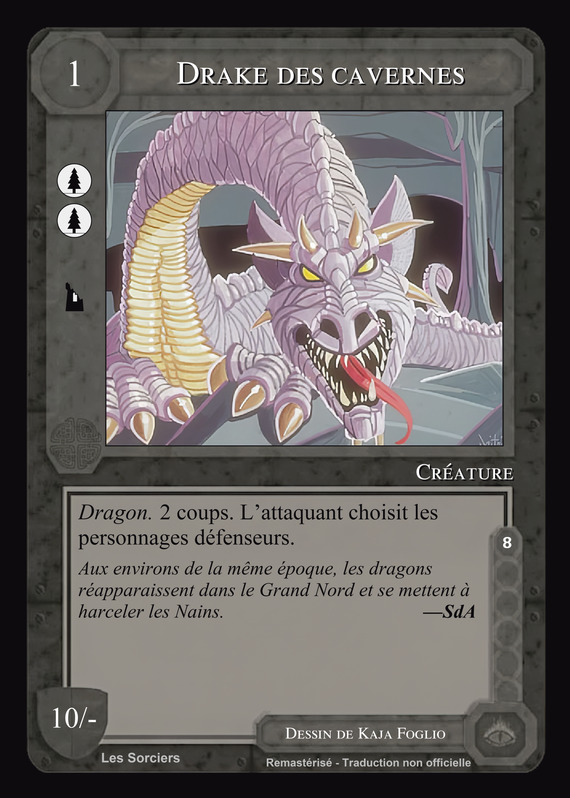 1
Drake des cavernes
Créature
Dragon. 2 coups. L'attaquant choisit les
personnages défenseurs.
Aux environs de la même époque, les dragons
réapparaissent dans le Grand Nord et se mettent à
harceler les Nains. —SdA
8
10/-
Dessin de Kaja Foglio
Les Sorciers
Remastérisé - Traduction non officielle